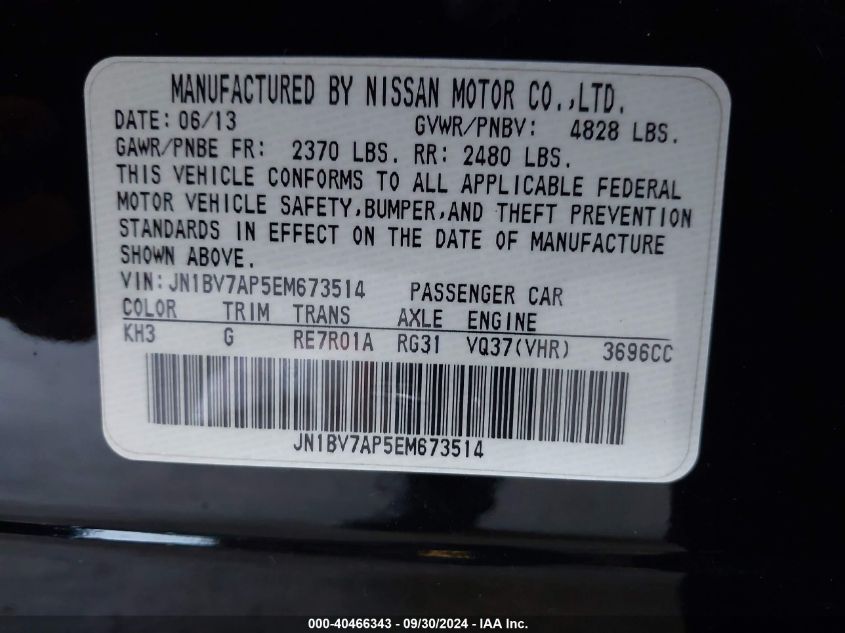 MANUFACTURED BY NISSAN MOTOR CO.,LTD.
DATE: 06/13 GVWR/PNBV: 4828 LBS.
GAWR/PNBE FR: 2370 LBS. RR: 2480 LBS.
THIS VEHICLE CONFORMS TO ALL APPLICABLE FEDERAL
MOTOR VEHICLE SAFETY,BUMPER,AND THEFT PREVENTION
STANDARDS IN EFFECT ON THE DATE OF MANUFACTURE
SHOWN ABOVE.
VIN:JN1BV7AP5EM673514 PASSENGER CAR
COLOR TRIM TRANS AXLE ENGINE
KH3 G RE7R01A RG31 VQ37(VHR) 3696CC
JN1BV7AP5EM673514
000-40466343 - 09/30/2024 - IAA Inc.